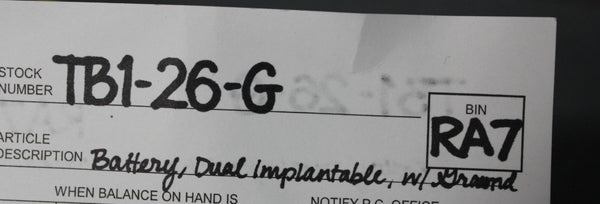 STOCK NUMBER TB1-26-G
BIN RA7
ARTICLE DESCRIPTION Battery, Dual implantable, w/ Ground
WHEN BALANCE ON HAND IS NOTIFY P.C. OFFICE